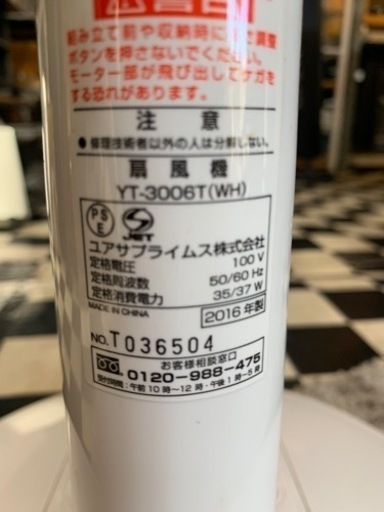 ⚠警告
組み立て前や収納時に高さ調整
ボタンを押さないでください。
モーター部が飛び出してケガを
する恐れがあります。
注 意
● 修理技術者以外の人は分解しない。
扇 風 機
YT-3006T(WH)
PS
E
JET
ユアサプライムス株式会社
定格電圧 100 V
定格周波数 50/60 Hz
定格消費電力 35/37 W
MADE IN CHINA
2016 年製
NO. T036504
お客様相談窓口
0120-988-475
受付時間：午前10時～12時・午後1時～5時